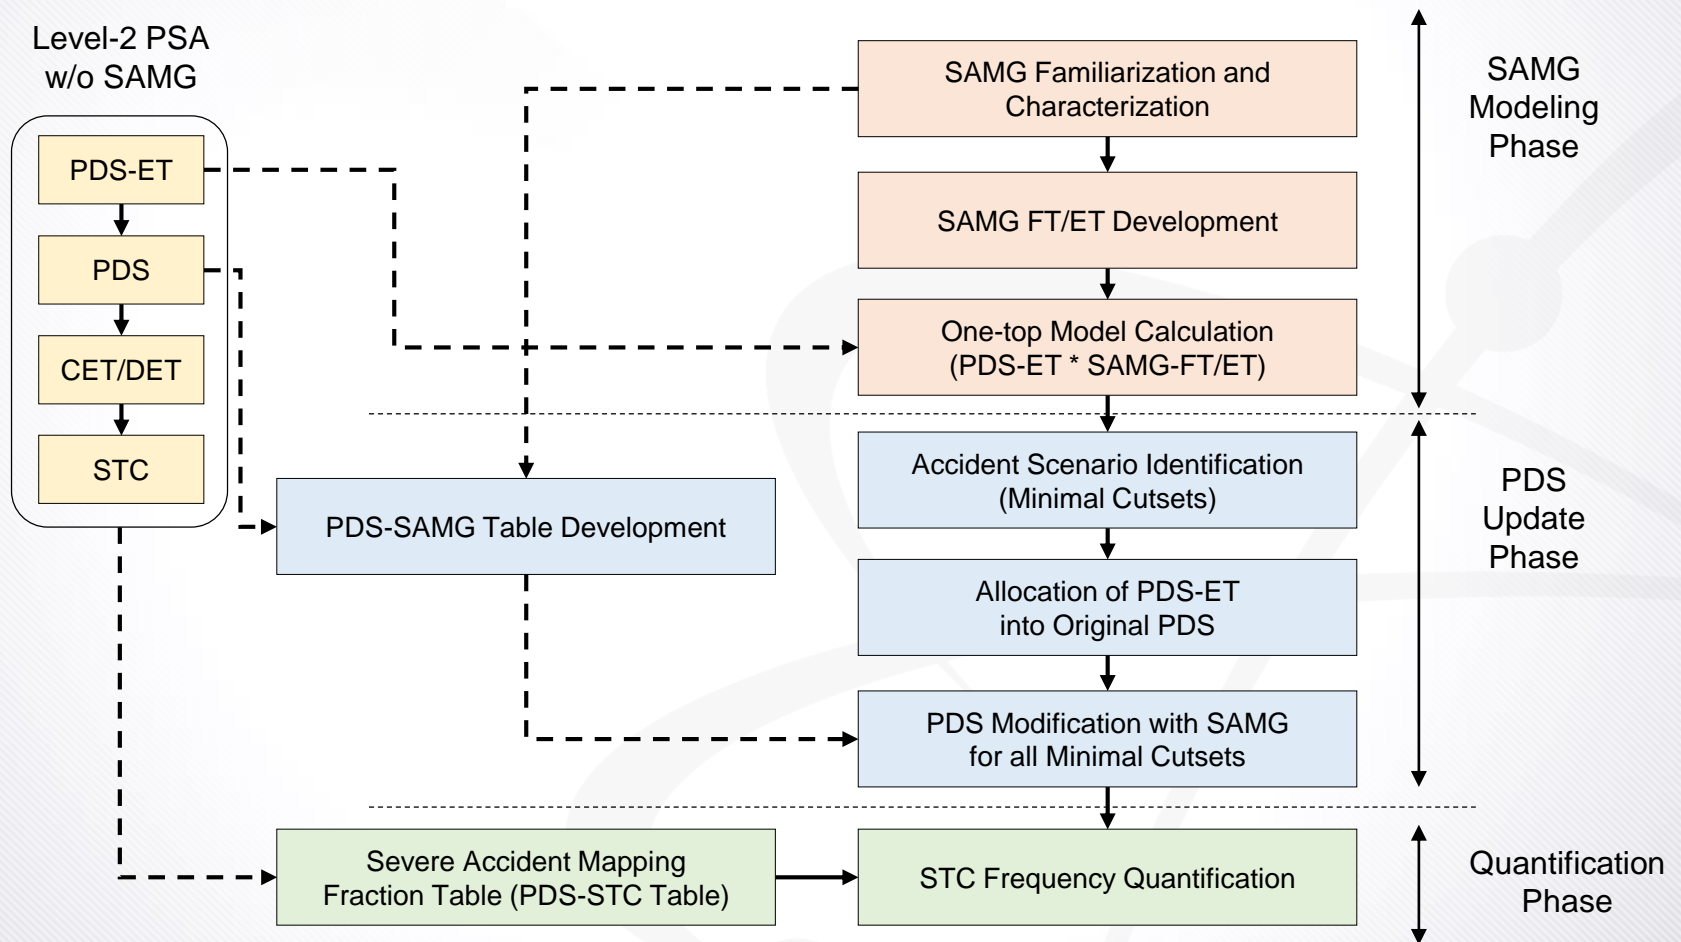 Level-2 PSA
w/o SAMG
PDS-ET
PDS
CET/DET
STC
SAMG Familiarization and
Characterization
SAMG FT/ET Development
One-top Model Calculation
(PDS-ET * SAMG-FT/ET)
SAMG
Modeling
Phase
PDS-SAMG Table Development
Accident Scenario Identification
(Minimal Cutsets)
Allocation of PDS-ET
into Original PDS
PDS Modification with SAMG
for all Minimal Cutsets
PDS
Update
Phase
Severe Accident Mapping
Fraction Table (PDS-STC Table)
STC Frequency Quantification
Quantification
Phase